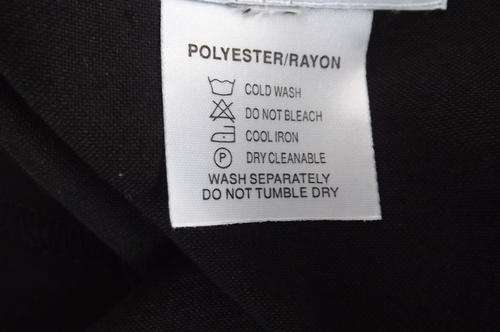 POLYESTER/RAYON
COLD WASH
DO NOT BLEACH
COOL IRON
P DRY CLEANABLE
WASH SEPARATELY
DO NOT TUMBLE DRY